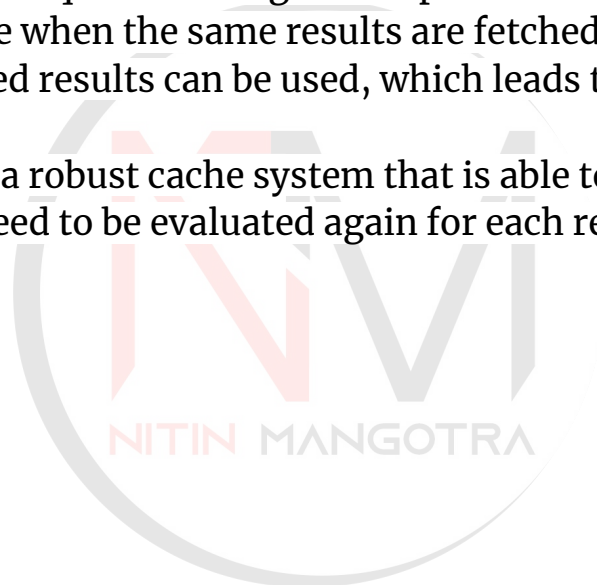 e when the same results are fetched
ed results can be used, which leads t
a robust cache system that is able to
eed to be evaluated again for each re
NITIN MANGOTRA